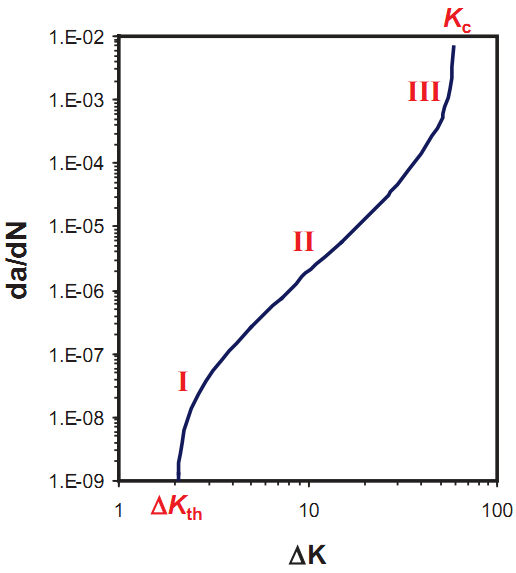 Kc
1.E-02
1.E-03
III
1.E-04
1.E-05
II
da/dN
1.E-06
1.E-07
I
1.E-08
1.E-09
1 ΔKth 10 100
ΔK